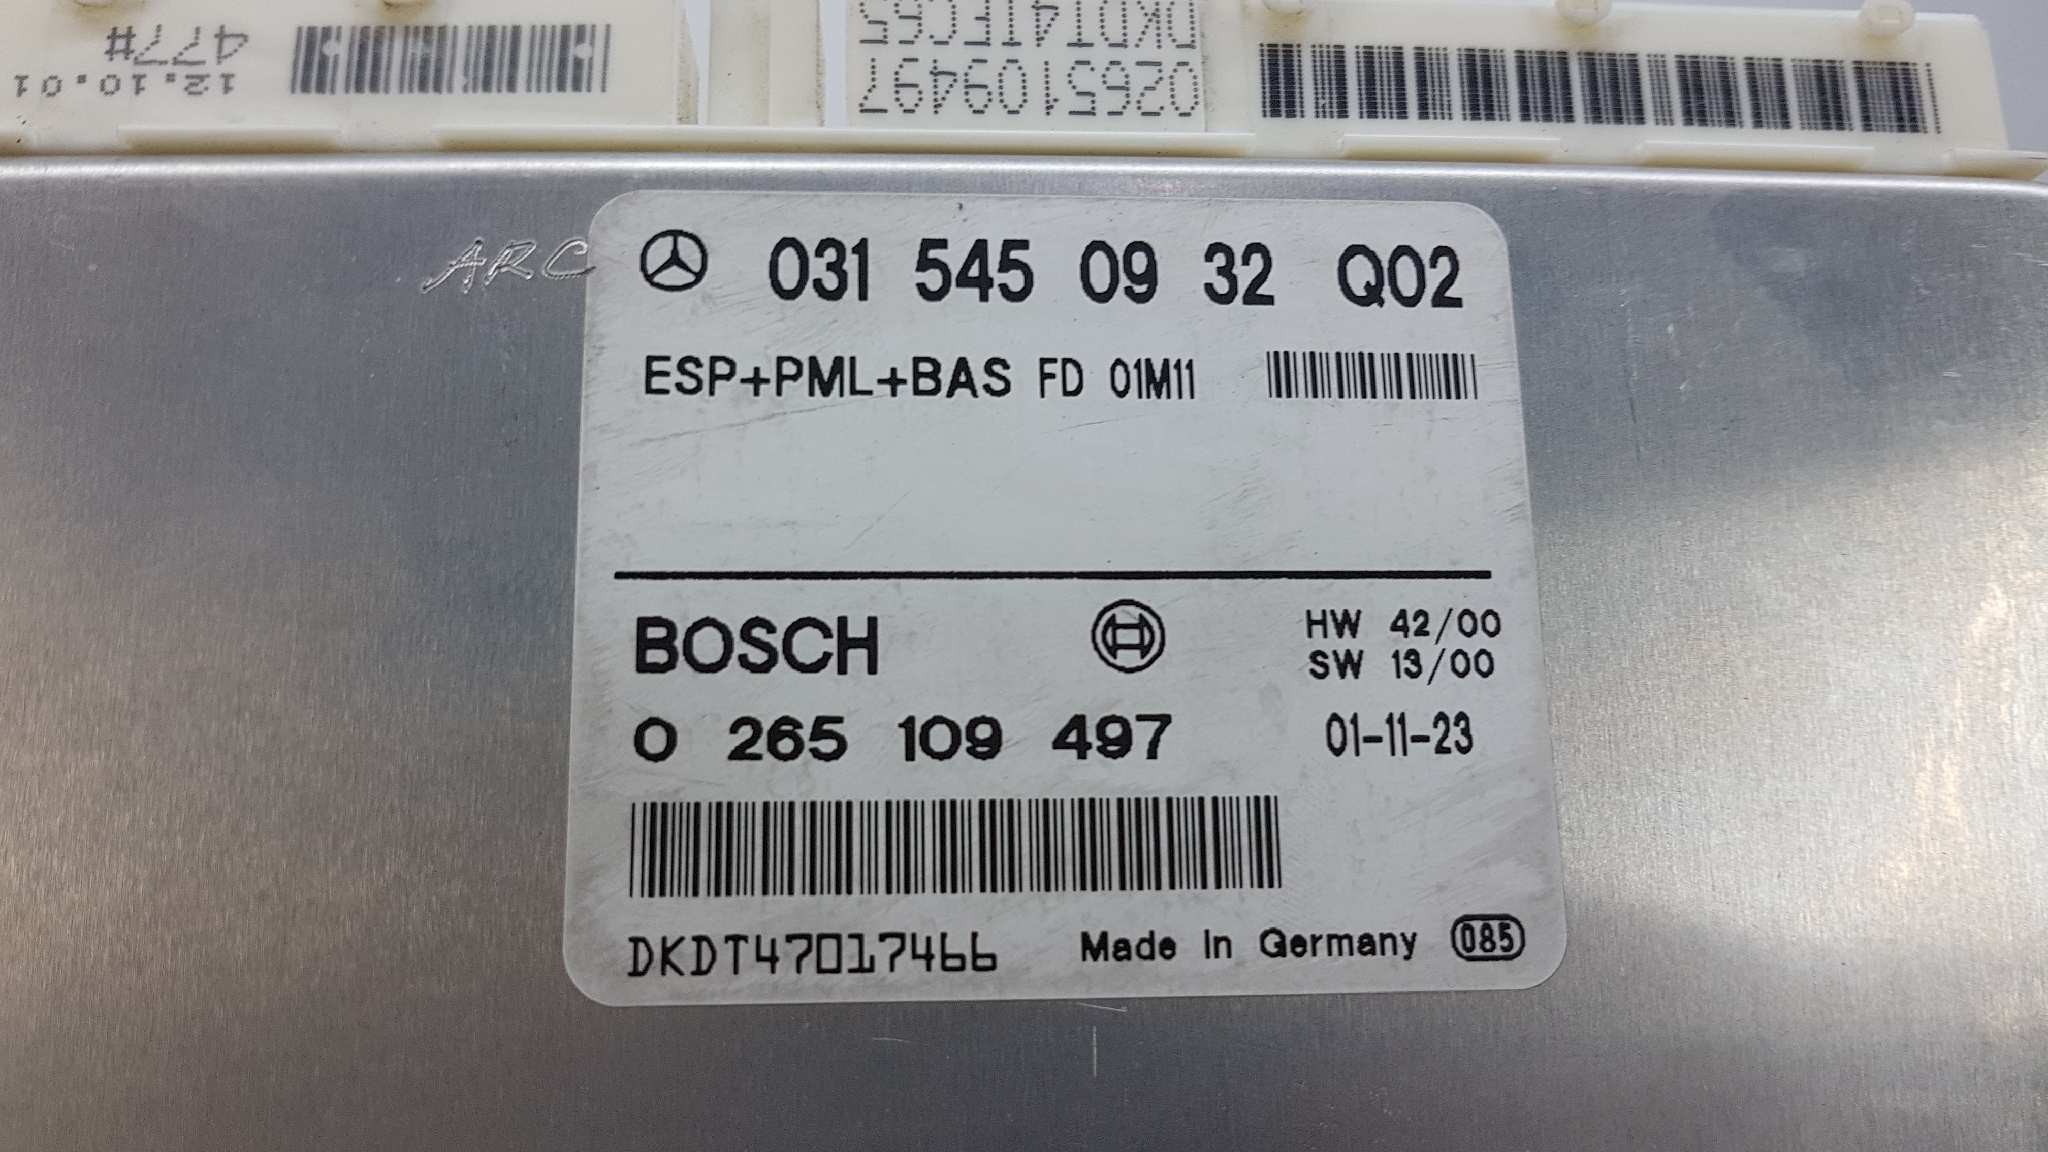 12.10.01
477#
0265109497
DKDT4TFC65
ARC
031 545 09 32 Q02
ESP+PML+BAS FD 01M11
BOSCH
HW 42/00
SW 13/00
0 265 109 497
01-11-23
DKDT47017466
Made In Germany 085